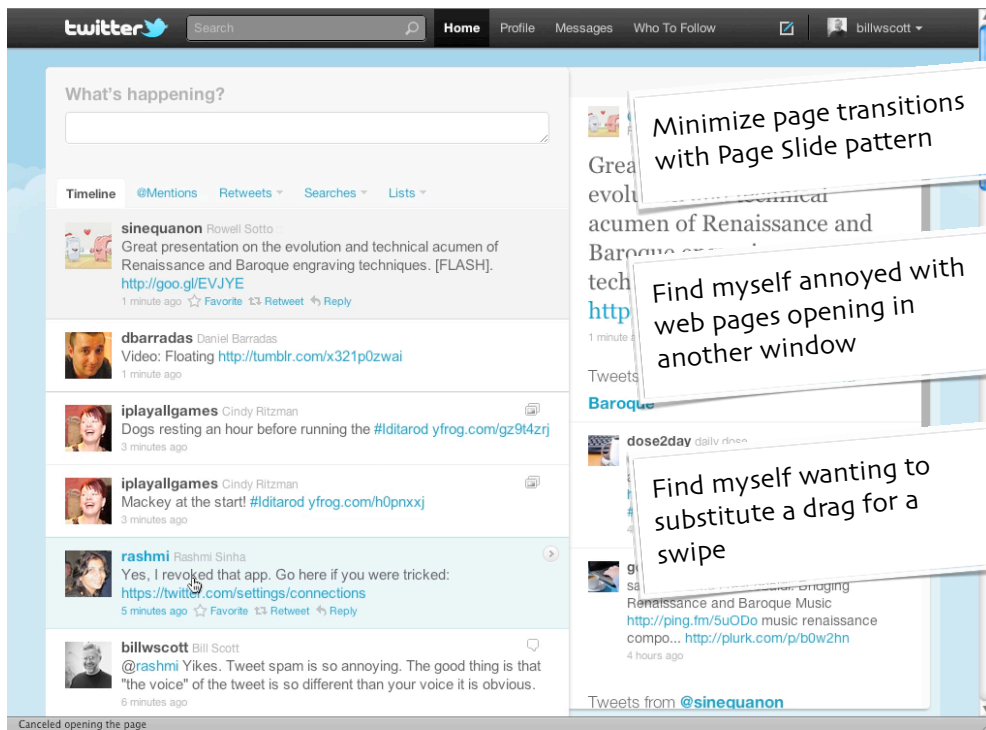 twitter
Search
Home Profile Messages Who To Follow
billwscott
What's happening?
Timeline @Mentions Retweets Searches Lists
sinequanon Rowell Sotto
Great presentation on the evolution and technical acumen of
Renaissance and Baroque engraving techniques. [FLASH].
http://goo.gl/EVJYE
1 minute ago Favorite Retweet Reply
dbarradas Daniel Barradas
Video: Floating http://tumblr.com/x321p0zwai
1 minute ago
iplayallgames Cindy Ritzman
Dogs resting an hour before running the #Iditarod yfrog.com/gz9t4zrj
3 minutes ago
iplayallgames Cindy Ritzman
Mackey at the start! #Iditarod yfrog.com/h0pnxxj
3 minutes ago
rashmi Rashmi Sinha
Yes, I revoked that app. Go here if you were tricked:
https://twitter.com/settings/connections
5 minutes ago Favorite Retweet Reply
billwscott Bill Scott
@rashmi Yikes. Tweet spam is so annoying. The good thing is that
"the voice" of the tweet is so different than your voice it is obvious.
6 minutes ago
Minimize page transitions
with Page Slide pattern
acumen of Renaissance and
Find myself annoyed with
web pages opening in
another window
Tweets
Baroque
dose2day daily dose
Find myself wanting to
substitute a drag for a
swipe
Renaissance and Baroque Music
http://ping.fm/5uODo music renaissance
compo... http://plurk.com/p/b0w2hn
4 hours ago
Tweets from @sinequanon
Canceled opening the page